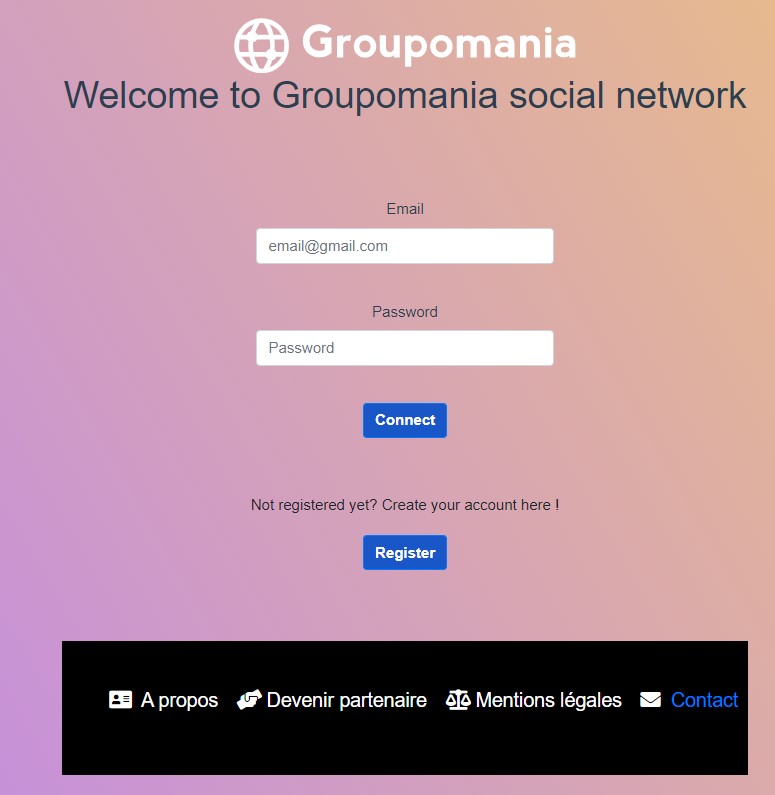 Groupomania
Welcome to Groupomania social network
Email
email@gmail.com
Password
Password
Connect
Not registered yet? Create your account here !
Register
A propos Devenir partenaire Mentions légales Contact